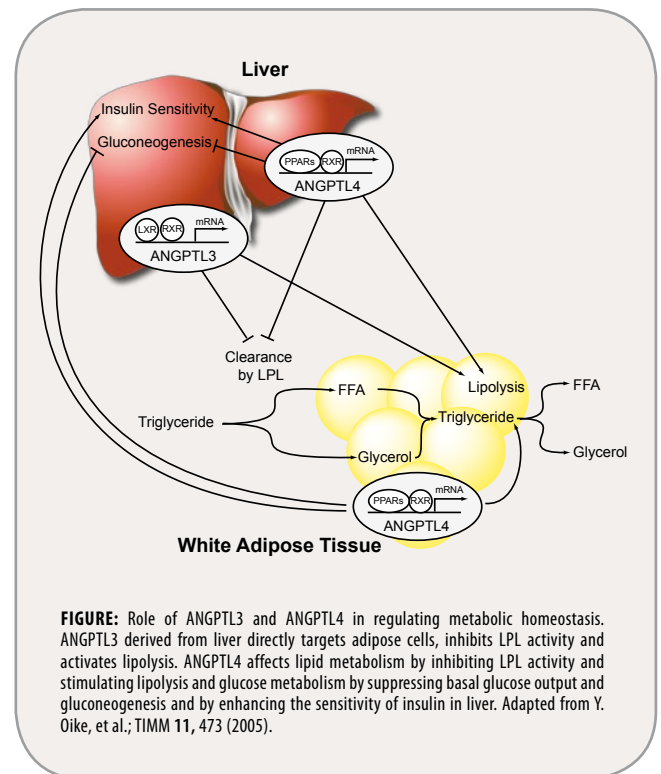 Liver
Insulin Sensitivity
Gluconeogenesis
PPARs RXR mRNA
ANGPTL4
LXR RXR mRNA
ANGPTL3
Clearance
by LPL
Lipolysis
FFA
FFA
Triglyceride
Triglyceride
Glycerol
Glycerol
PPARs RXR mRNA
ANGPTL4
White Adipose Tissue
FIGURE: Role of ANGPTL3 and ANGPTL4 in regulating metabolic homeostasis.
ANGPTL3 derived from liver directly targets adipose cells, inhibits LPL activity and
activates lipolysis. ANGPTL4 affects lipid metabolism by inhibiting LPL activity and
stimulating lipolysis and glucose metabolism by suppressing basal glucose output and
gluconeogenesis and by enhancing the sensitivity of insulin in liver. Adapted from Y.
Oike, et al.; TIMM 11, 473 (2005).